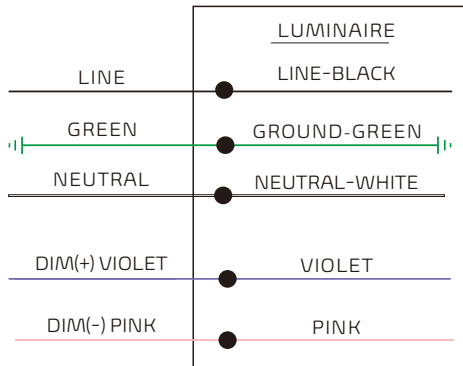 LUMINAIRE
LINE LINE-BLACK
GREEN GROUND-GREEN
NEUTRAL NEUTRAL-WHITE
DIM(+) VIOLET VIOLET
DIM(-) PINK PINK